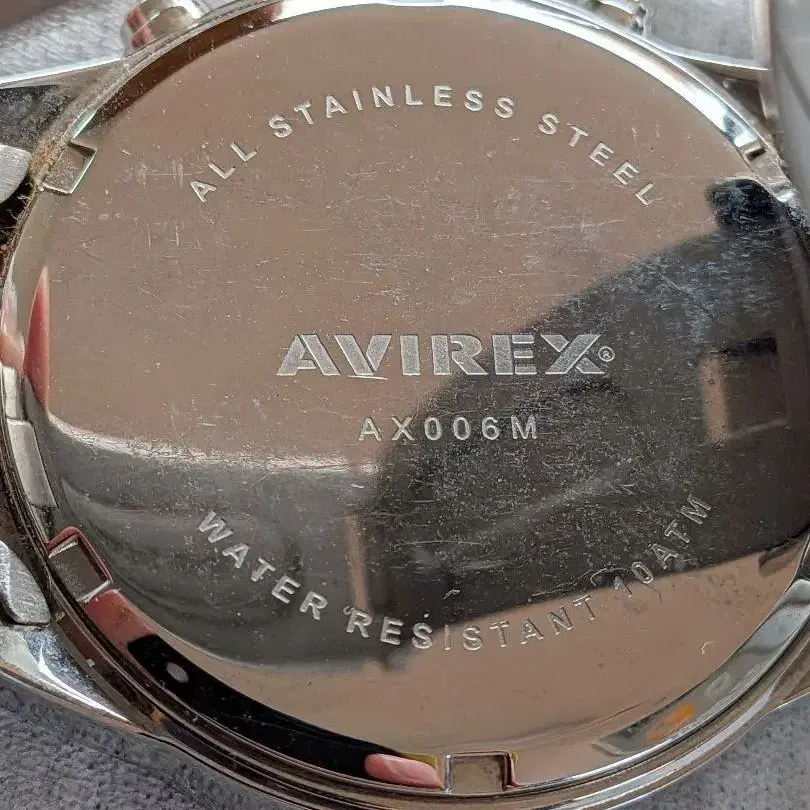 ALL STAINLESS STEEL
AVIREX®
AX006M
WATER RESISTANT 10ATM